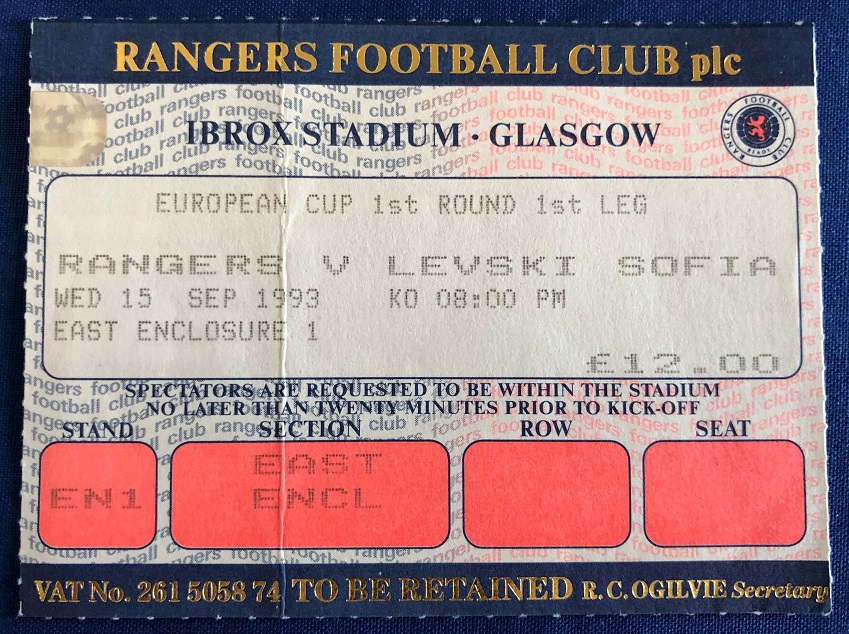 RANGERS FOOTBALL CLUB plc
IBROX STADIUM · GLASGOW
RANGERS FOOTBALL CLUB
EUROPEAN CUP 1st ROUND 1st LEG
RANGERS V LEVSKI SOFIA
WED 15 SEP 1993 KO 08:00 PM
EAST ENCLOSURE 1
£12.00
SPECTATORS ARE REQUESTED TO BE WITHIN THE STADIUM
NO LATER THAN TWENTY MINUTES PRIOR TO KICK-OFF
STAND SECTION ROW SEAT
EAST
EN1 ENCL
VAT No. 261 5058 74 TO BE RETAINED R.C.OGILVIE Secretary